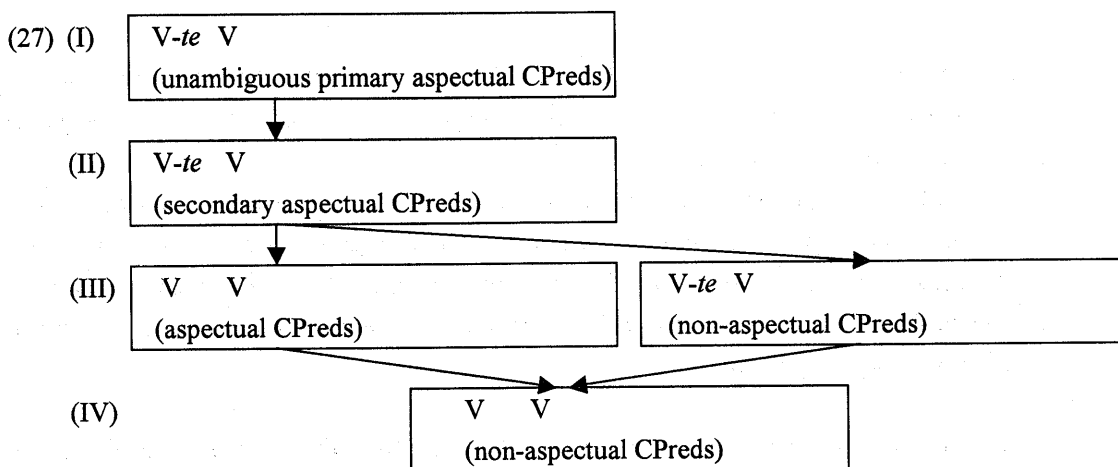 (27) (I) V-te V
(unambiguous primary aspectual CPreds)
(II) V-te V
(secondary aspectual CPreds)
(III) V V V-te V
(aspectual CPreds) (non-aspectual CPreds)
(IV) V V
(non-aspectual CPreds)